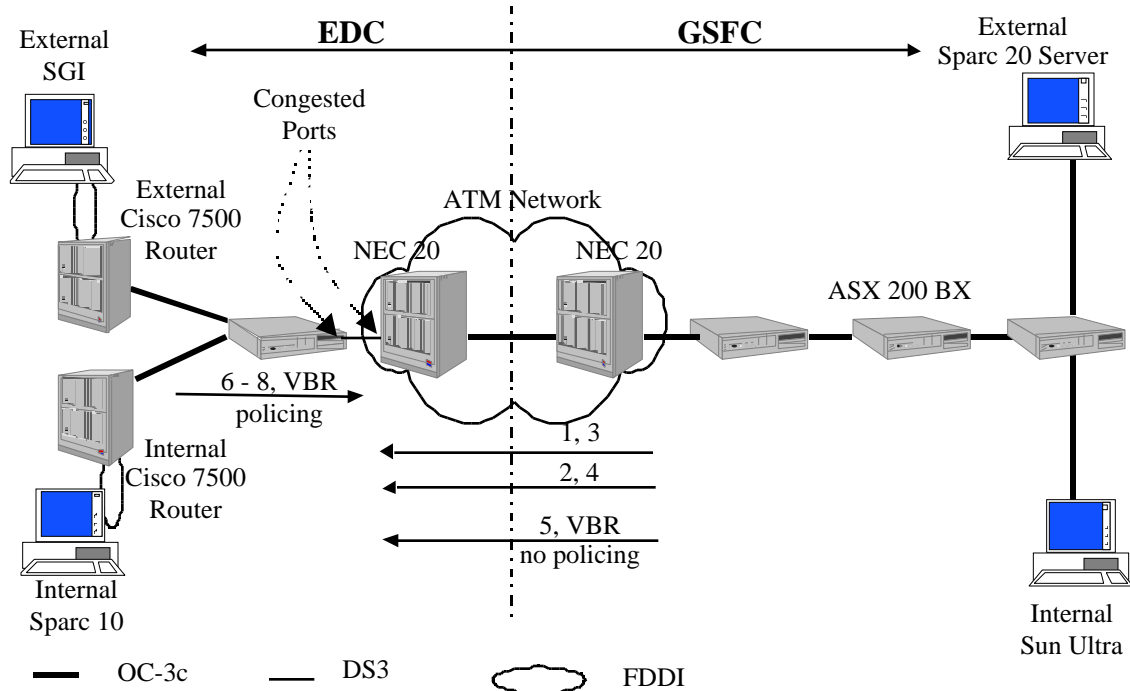 EDC
GSFC
External
SGI
External
Sparc 20 Server
Congested
Ports
External
Cisco 7500
Router
ATM Network
NEC 20
NEC 20
ASX 200 BX
6 - 8, VBR
policing
1, 3
2, 4
5, VBR
no policing
Internal
Cisco 7500
Router
Internal
Sparc 10
Internal
Sun Ultra
OC-3c
DS3
FDDI